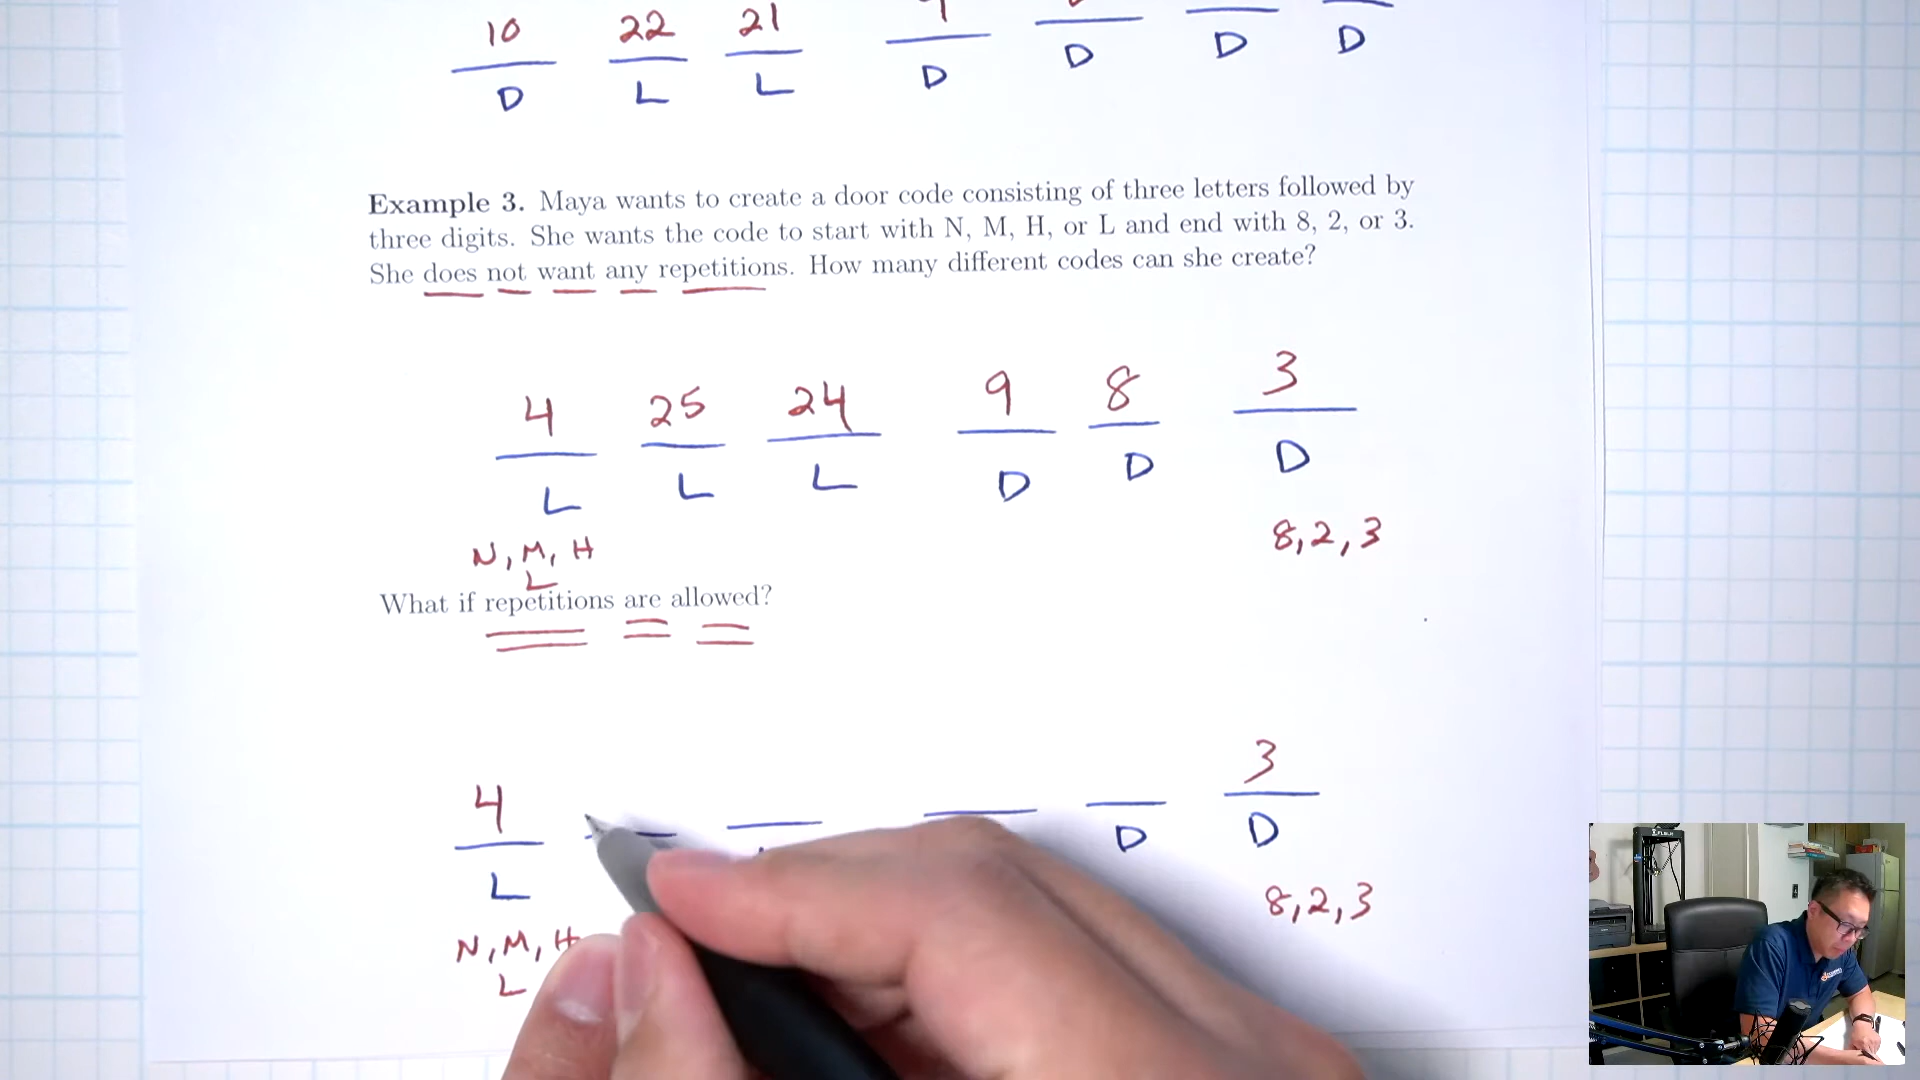 10 22 21
D L L D D D D
Example 3. Maya wants to create a door code consisting of three letters followed by
three digits. She wants the code to start with N, M, H, or L and end with 8, 2, or 3.
She does not want any repetitions. How many different codes can she create?
4 25 24 9 8 3
L L L D D D
N, M, H 8, 2, 3
L
What if repetitions are allowed?
4 3
L D D
N, M, H 8, 2, 3
L